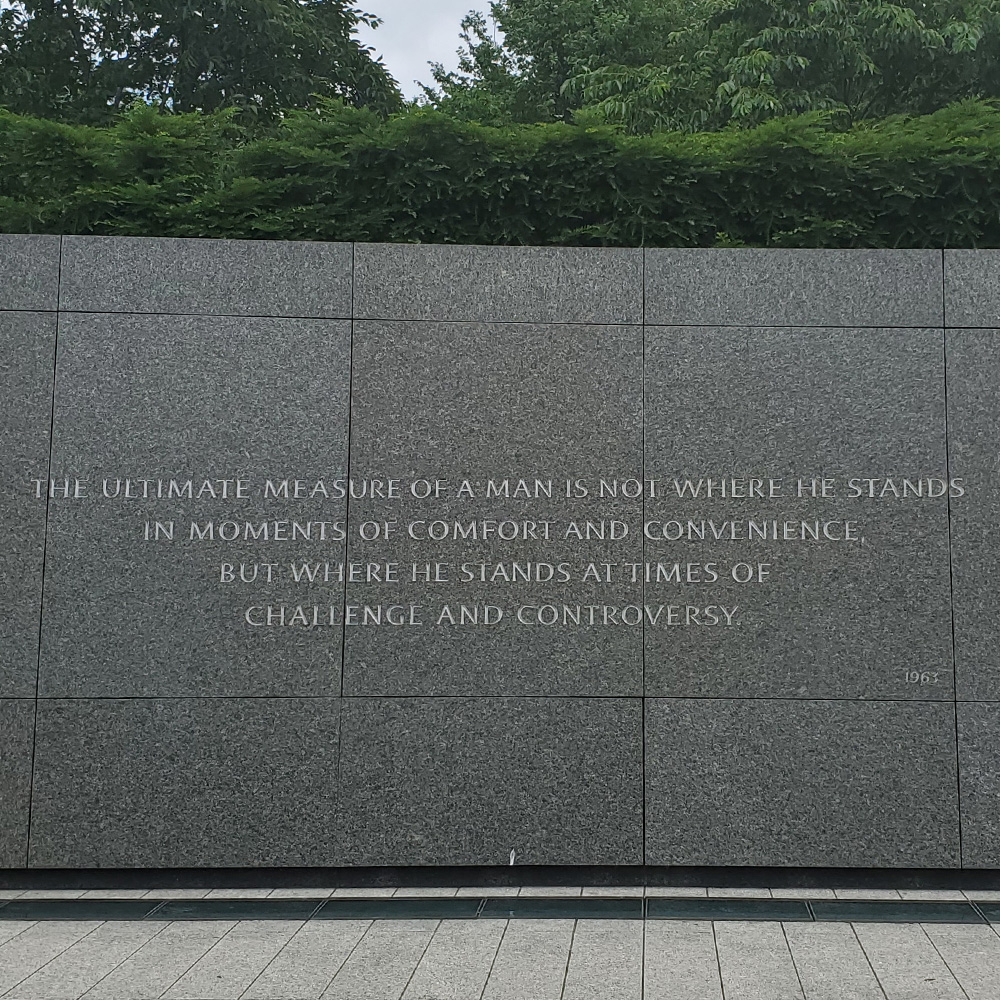 THE ULTIMATE MEASURE OF A MAN IS NOT WHERE HE STANDS
IN MOMENTS OF COMFORT AND CONVENIENCE,
BUT WHERE HE STANDS AT TIMES OF
CHALLENGE AND CONTROVERSY.
1963